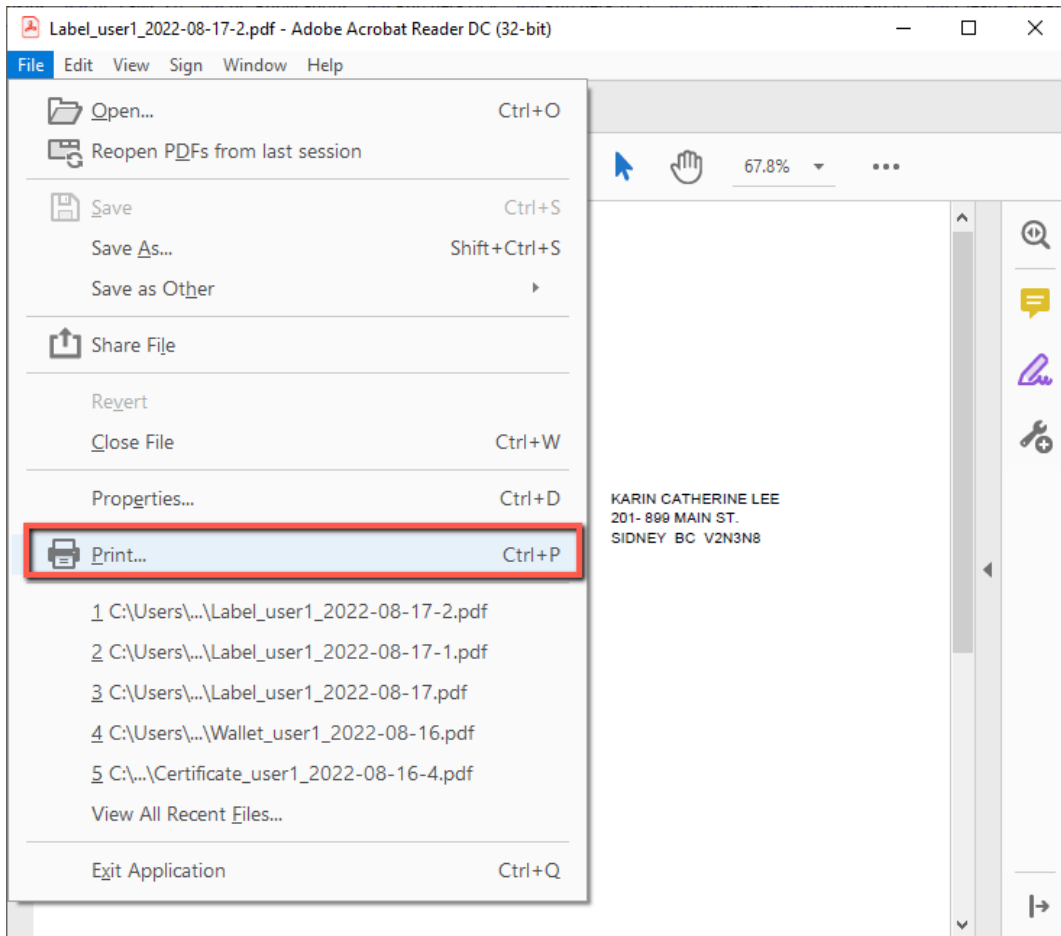 Label_user1_2022-08-17-2.pdf - Adobe Acrobat Reader DC (32-bit)
File Edit View Sign Window Help
Open... Ctrl+O
Reopen PDFs from last session
67.8%
Save Ctrl+S
Save As... Shift+Ctrl+S
Save as Other
Share File
Revert
Close File Ctrl+W
Properties... Ctrl+D
Print... Ctrl+P
1 C:\Users\...\Label_user1_2022-08-17-2.pdf
2 C:\Users\...\Label_user1_2022-08-17-1.pdf
3 C:\Users\...\Label_user1_2022-08-17.pdf
4 C:\Users\...\Wallet_user1_2022-08-16.pdf
5 C:\...\Certificate_user1_2022-08-16-4.pdf
View All Recent Files...
Exit Application Ctrl+Q
KARIN CATHERINE LEE
201- 899 MAIN ST.
SIDNEY BC V2N3N8